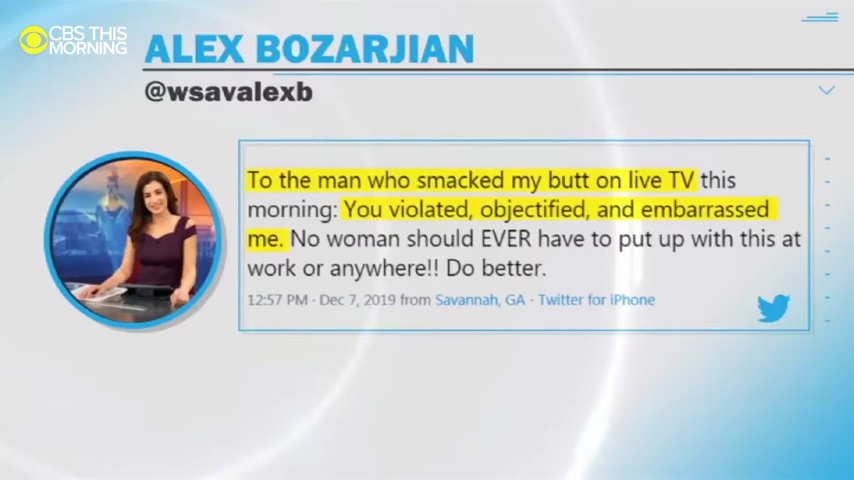 CBS THIS
MORNING
ALEX BOZARJIAN
@wsavalexb
To the man who smacked my butt on live TV this
morning: You violated, objectified, and embarrassed
me. No woman should EVER have to put up with this at
work or anywhere!! Do better.
12:57 PM · Dec 7, 2019 from Savannah, GA · Twitter for iPhone